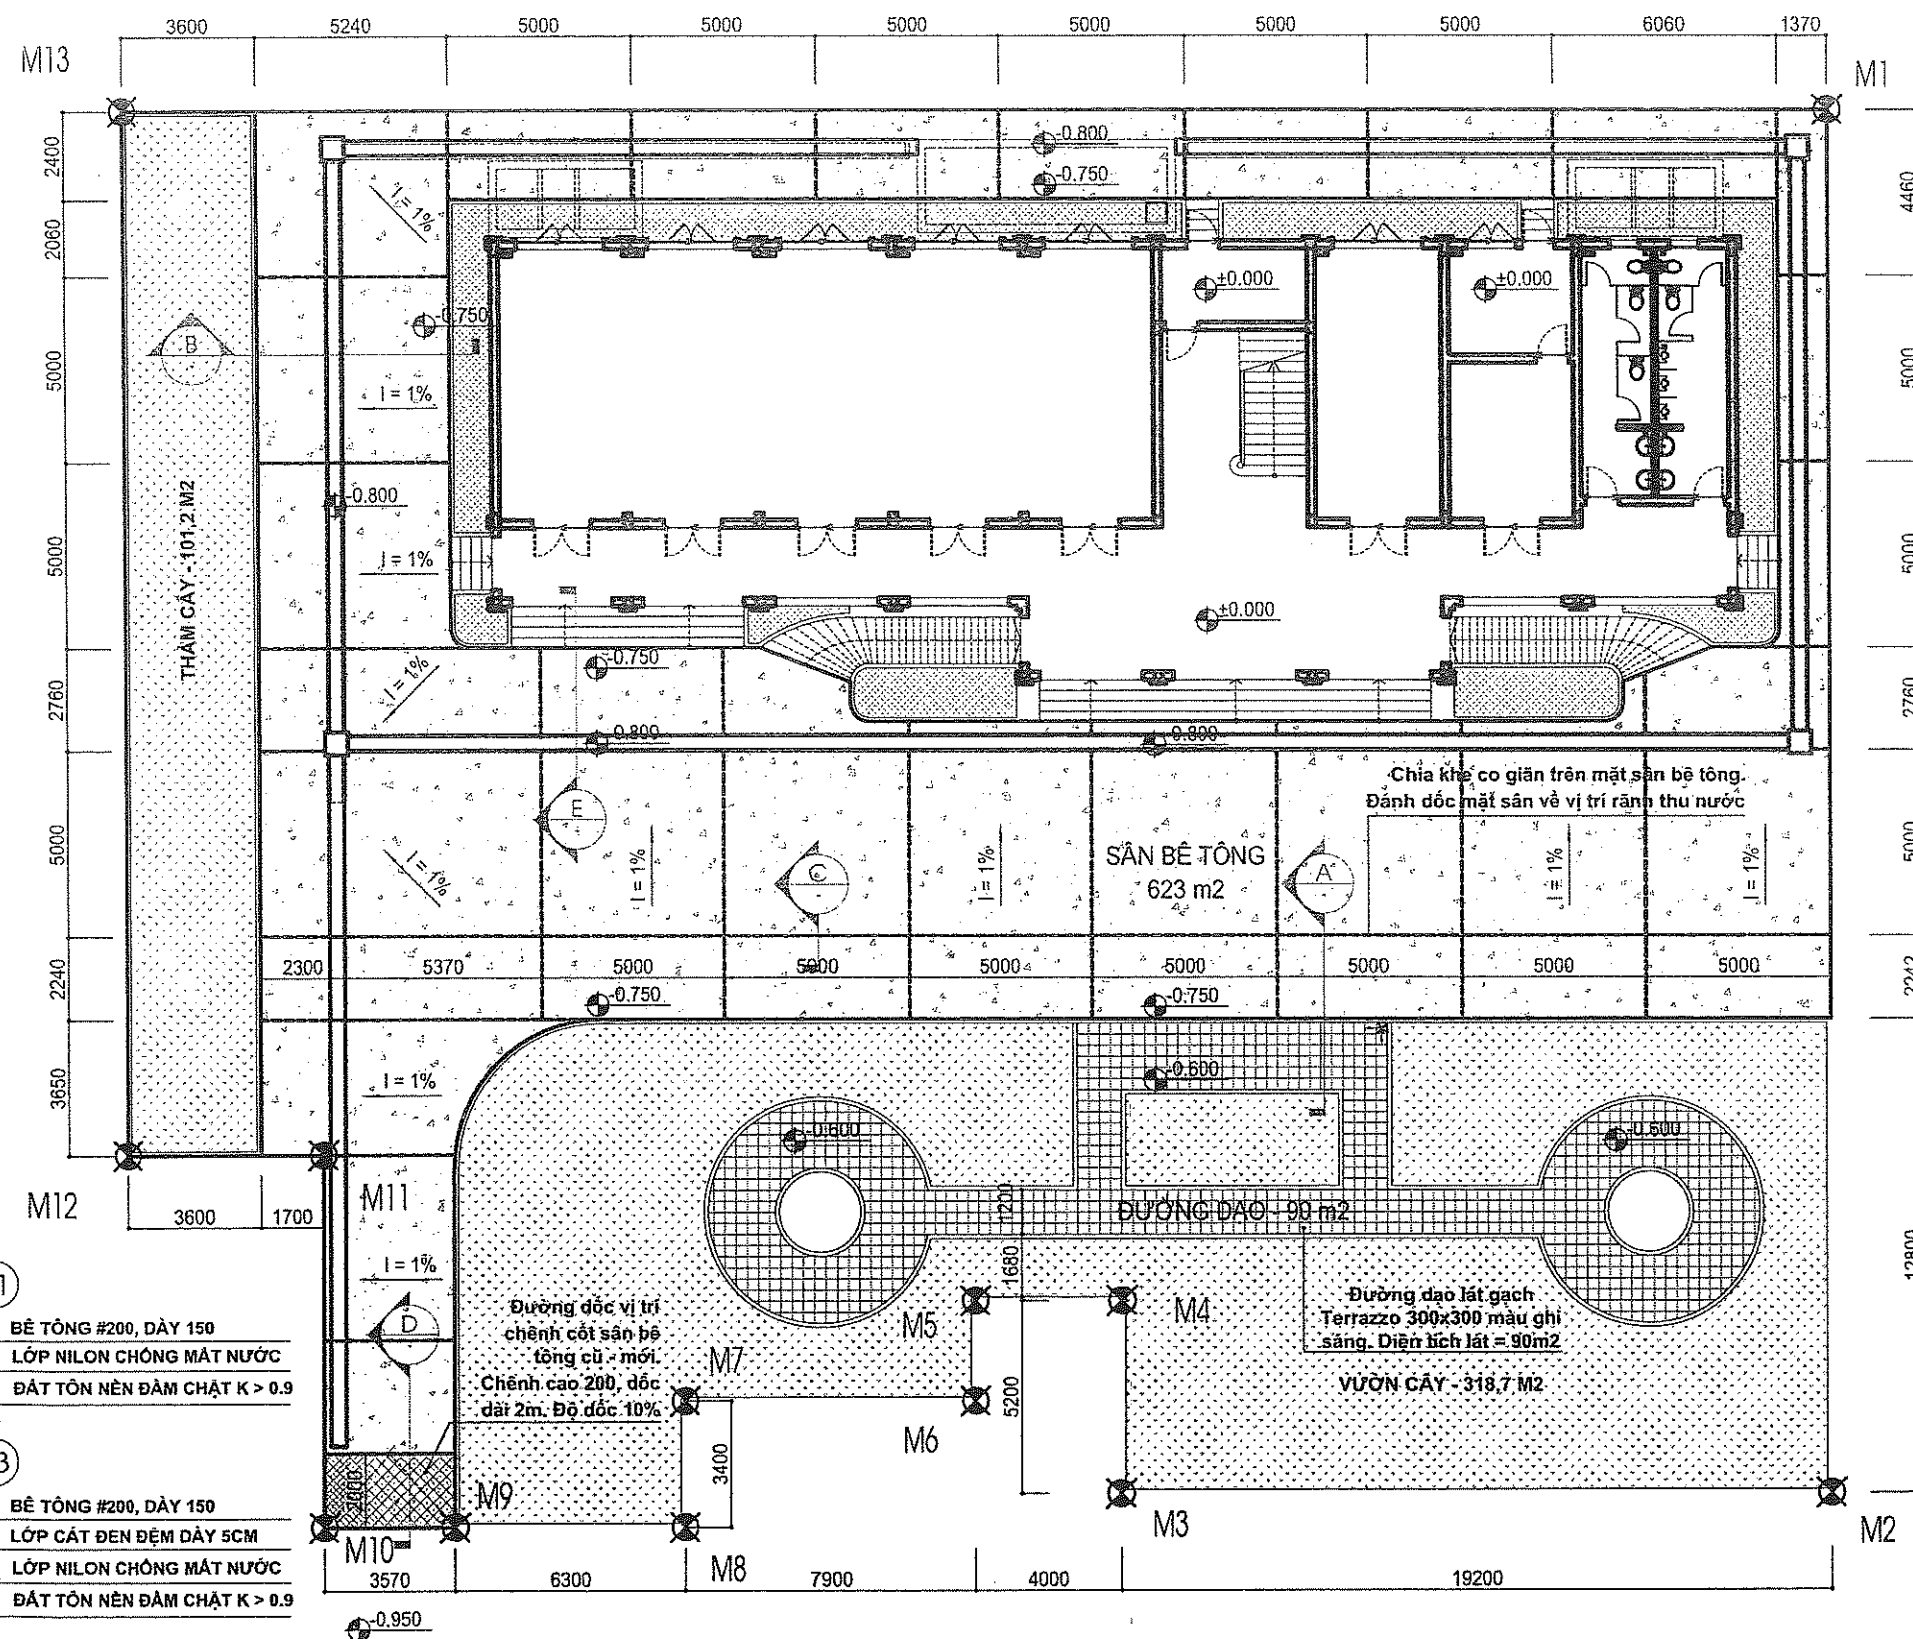 3600 5240 5000 5000 5000 5000 5000 5000 6060 1370
M13
M1
2400
2060
5000
5000
2760
5000
2240
3650
4460
5000
5000
2760
5000
2242
12800
-0.800
-0.750
I = 1%
±0.000
±0.000
-0.750
B
I = 1%
-0.800
I = 1%
THẢM CÂY - 101,2 M2
±0.000
-0.750
I = 1%
-0.800
-0.800
Chia khe co giãn trên mặt sân bê tông.
Đánh dốc mặt sân về vị trí rãnh thu nước
E
I = 1%
I = 1%
C
I = 1%
SÂN BÊ TÔNG
623 m2
A
I = 1%
I = 1%
2300 5370 5000 5000 5000 5000 5000 5000 5000
-0.750
-0.750
I = 1%
-0.600
-0.600
-0.600
M12
M11
3600 1700
1200
ĐƯỜNG DẠO - 90 m2
1680
I = 1%
D
Đường dốc vị trí
chênh cốt sân bê
tông cũ - mới.
Chênh cao 200, dốc
dài 2m. Độ dốc 10%
M5
M4
Đường dạo lát gạch
Terrazzo 300x300 màu ghi
sáng. Diện tích lát = 90m2
VƯỜN CÂY - 318,7 M2
M7
5200
M6
3400
1
BÊ TÔNG #200, DÀY 150
LỚP NILON CHỐNG MẤT NƯỚC
ĐẤT TÔN NỀN ĐẦM CHẶT K > 0.9
3
BÊ TÔNG #200, DÀY 150
LỚP CÁT ĐEN ĐỆM DÀY 5CM
LỚP NILON CHỐNG MẤT NƯỚC
ĐẤT TÔN NỀN ĐẦM CHẶT K > 0.9
2000
M9
M10
M8
M3
M2
3570 6300 7900 4000 19200
-0.950